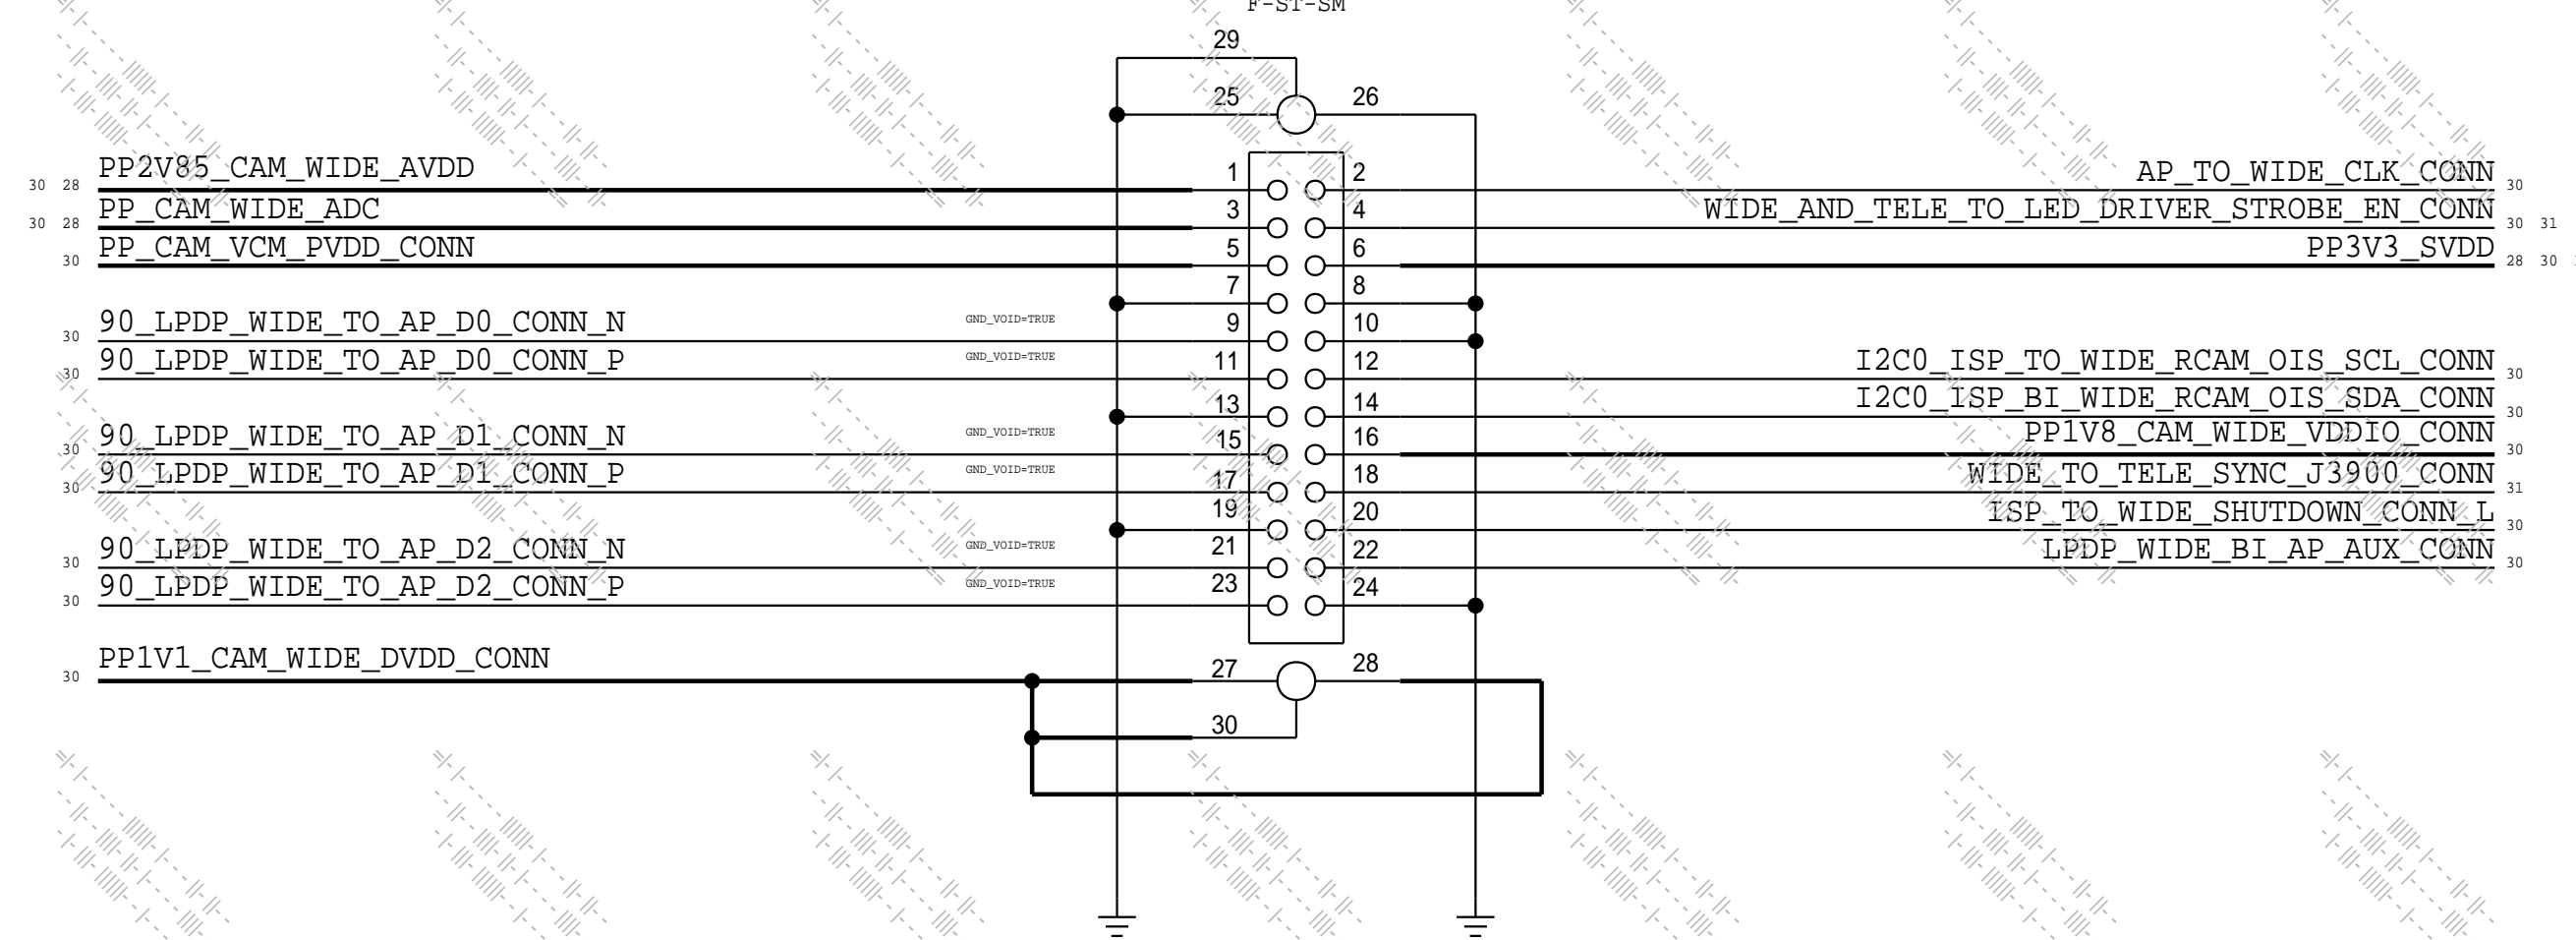 F-ST-SM
29
25 26
PP2V85_CAM_WIDE_AVDD 1 2 AP_TO_WIDE_CLK_CONN
30 28 30
PP_CAM_WIDE_ADC 3 4 WIDE_AND_TELE_TO_LED_DRIVER_STROBE_EN_CONN
30 28 30 31
PP_CAM_VCM_PVDD_CONN 5 6 PP3V3_SVDD
30 28 30
7 8
90_LPDP_WIDE_TO_AP_D0_CONN_N GND_VOID=TRUE 9 10
30
90_LPDP_WIDE_TO_AP_D0_CONN_P GND_VOID=TRUE 11 12 I2C0_ISP_TO_WIDE_RCAM_OIS_SCL_CONN
30 30
13 14 I2C0_ISP_BI_WIDE_RCAM_OIS_SDA_CONN
30
90_LPDP_WIDE_TO_AP_D1_CONN_N GND_VOID=TRUE 15 16 PP1V8_CAM_WIDE_VDDIO_CONN
30 30
90_LPDP_WIDE_TO_AP_D1_CONN_P GND_VOID=TRUE 17 18 WIDE_TO_TELE_SYNC_J3900_CONN
30 31
19 20 ISP_TO_WIDE_SHUTDOWN_CONN_L
30
90_LPDP_WIDE_TO_AP_D2_CONN_N GND_VOID=TRUE 21 22 LPDP_WIDE_BI_AP_AUX_CONN
30 30
90_LPDP_WIDE_TO_AP_D2_CONN_P GND_VOID=TRUE 23 24
30
PP1V1_CAM_WIDE_DVDD_CONN 27 28
30
30